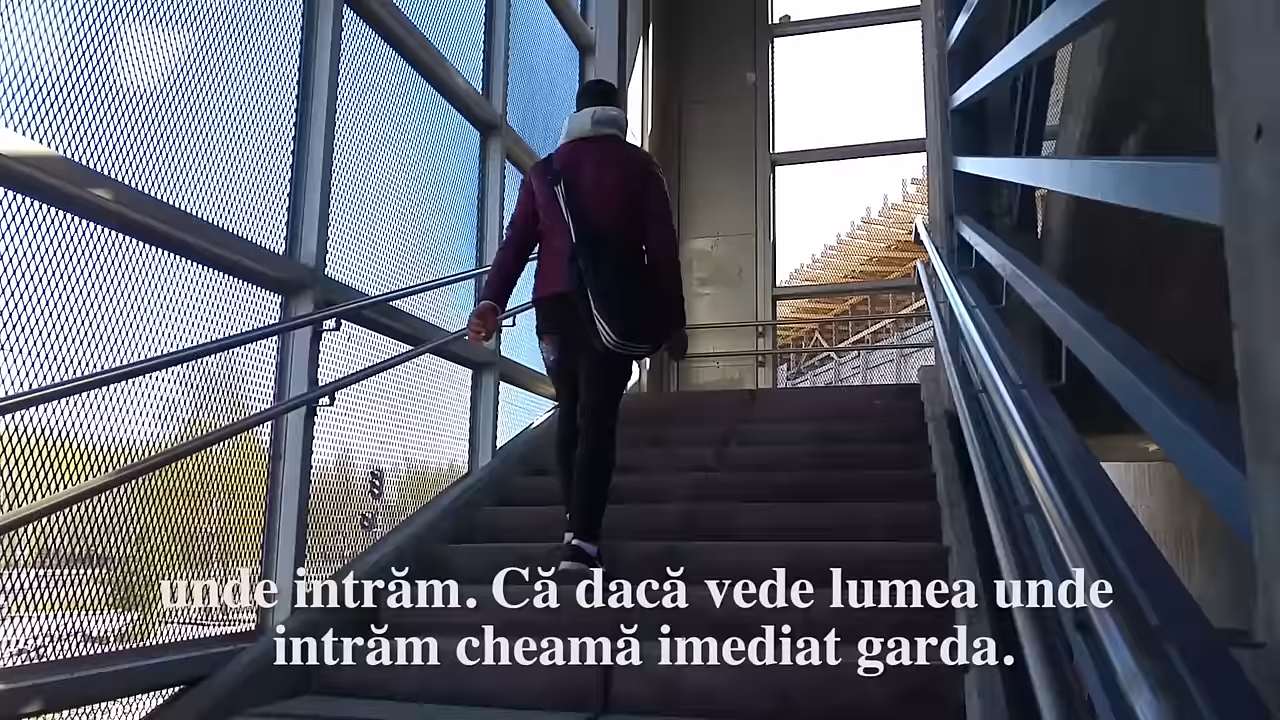 unde intrăm. Că dacă vede lumea unde
intrăm cheamă imediat garda.